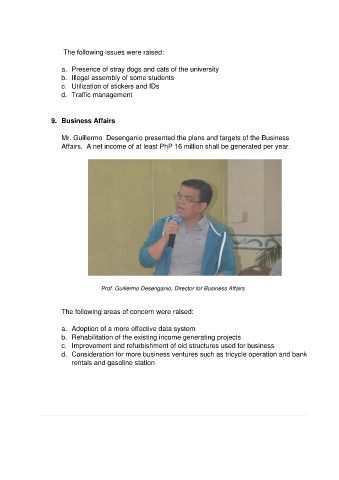 The following issues were raised:
a. Presence of stray dogs and cats of the university
b. Illegal assembly of some students
c. Utilization of stickers and IDs
d. Traffic management
9. Business Affairs
Mr. Guillermo Desenganio presented the plans and targets of the Business
Affairs. A net income of at least PhP 16 million shall be generated per year.
Prof. Guillermo Desenganio, Director for Business Affairs
The following areas of concern were raised:
a. Adoption of a more effective data system
b. Rehabilitation of the existing income generating projects
c. Improvement and refurbishment of old structures used for business
d. Consideration for more business ventures such as tricycle operation and bank
rentals and gasoline station